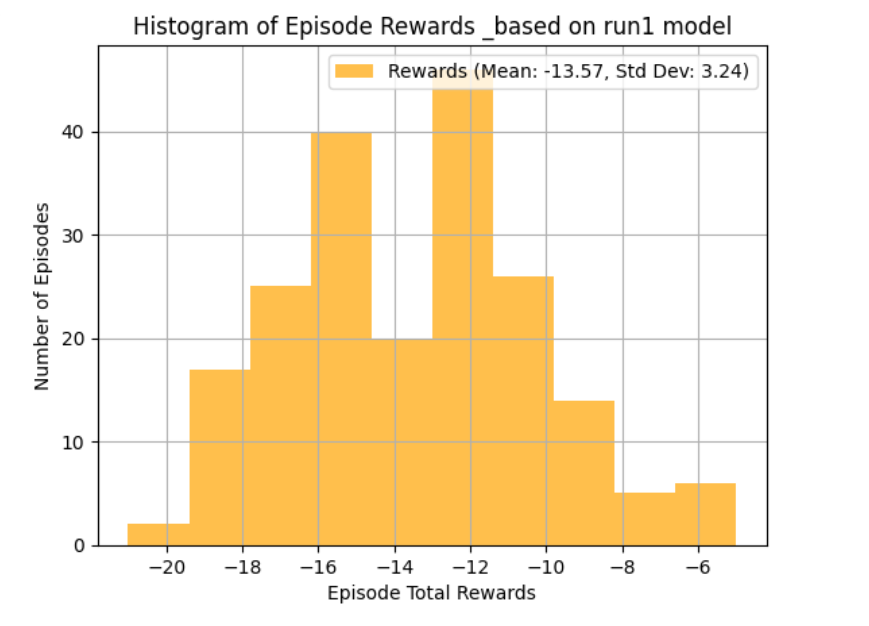 Histogram of Episode Rewards _based on run1 model
Rewards (Mean: -13.57, Std Dev: 3.24)
Number of Episodes
40
30
20
10
0
−20 −18 −16 −14 −12 −10 −8 −6
Episode Total Rewards